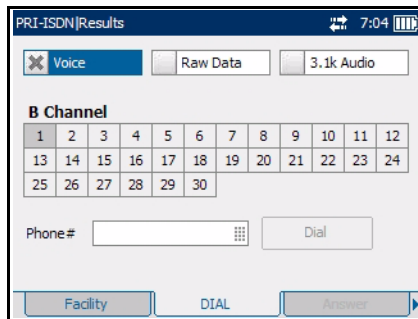 PRI-ISDN|Results 7:04
Voice Raw Data 3.1k Audio
B Channel
1 2 3 4 5 6 7 8 9 10 11 12
13 14 15 16 17 18 19 20 21 22 23 24
25 26 27 28 29 30
Phone# Dial
Facility DIAL Answer